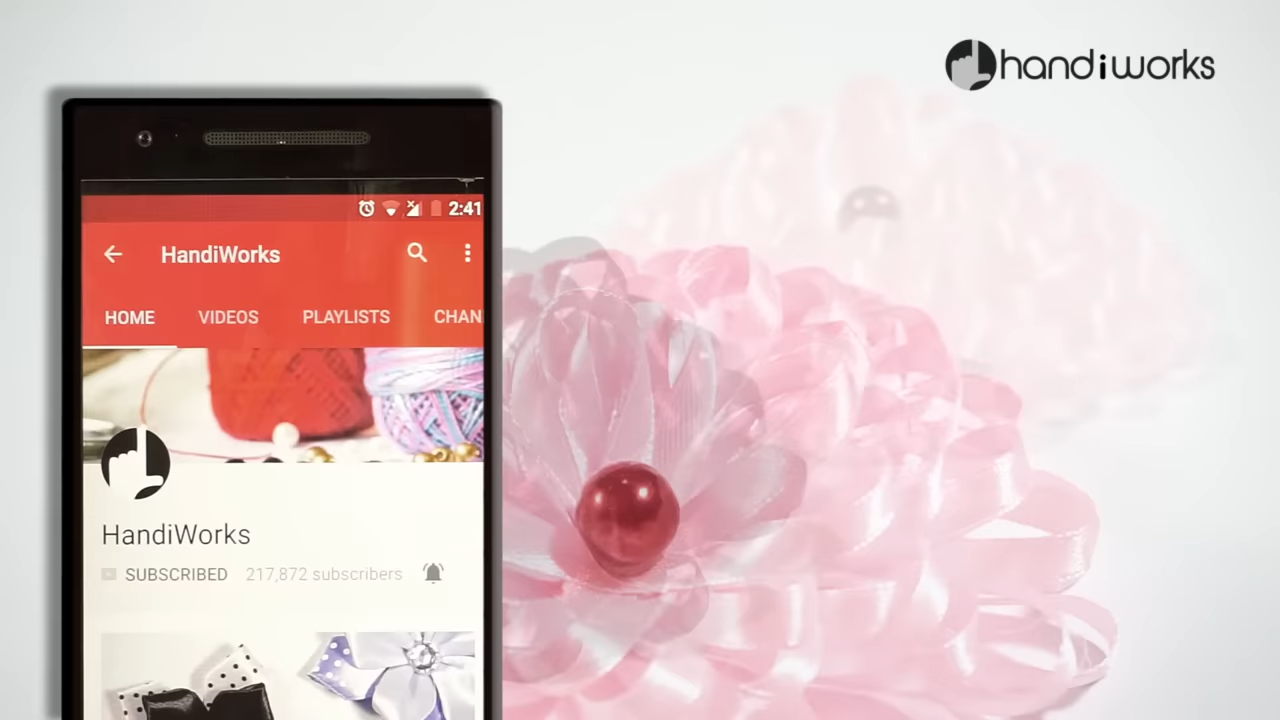 handiworks
2:41
HandiWorks
HOME VIDEOS PLAYLISTS CHAN
HandiWorks
SUBSCRIBED 217,872 subscribers